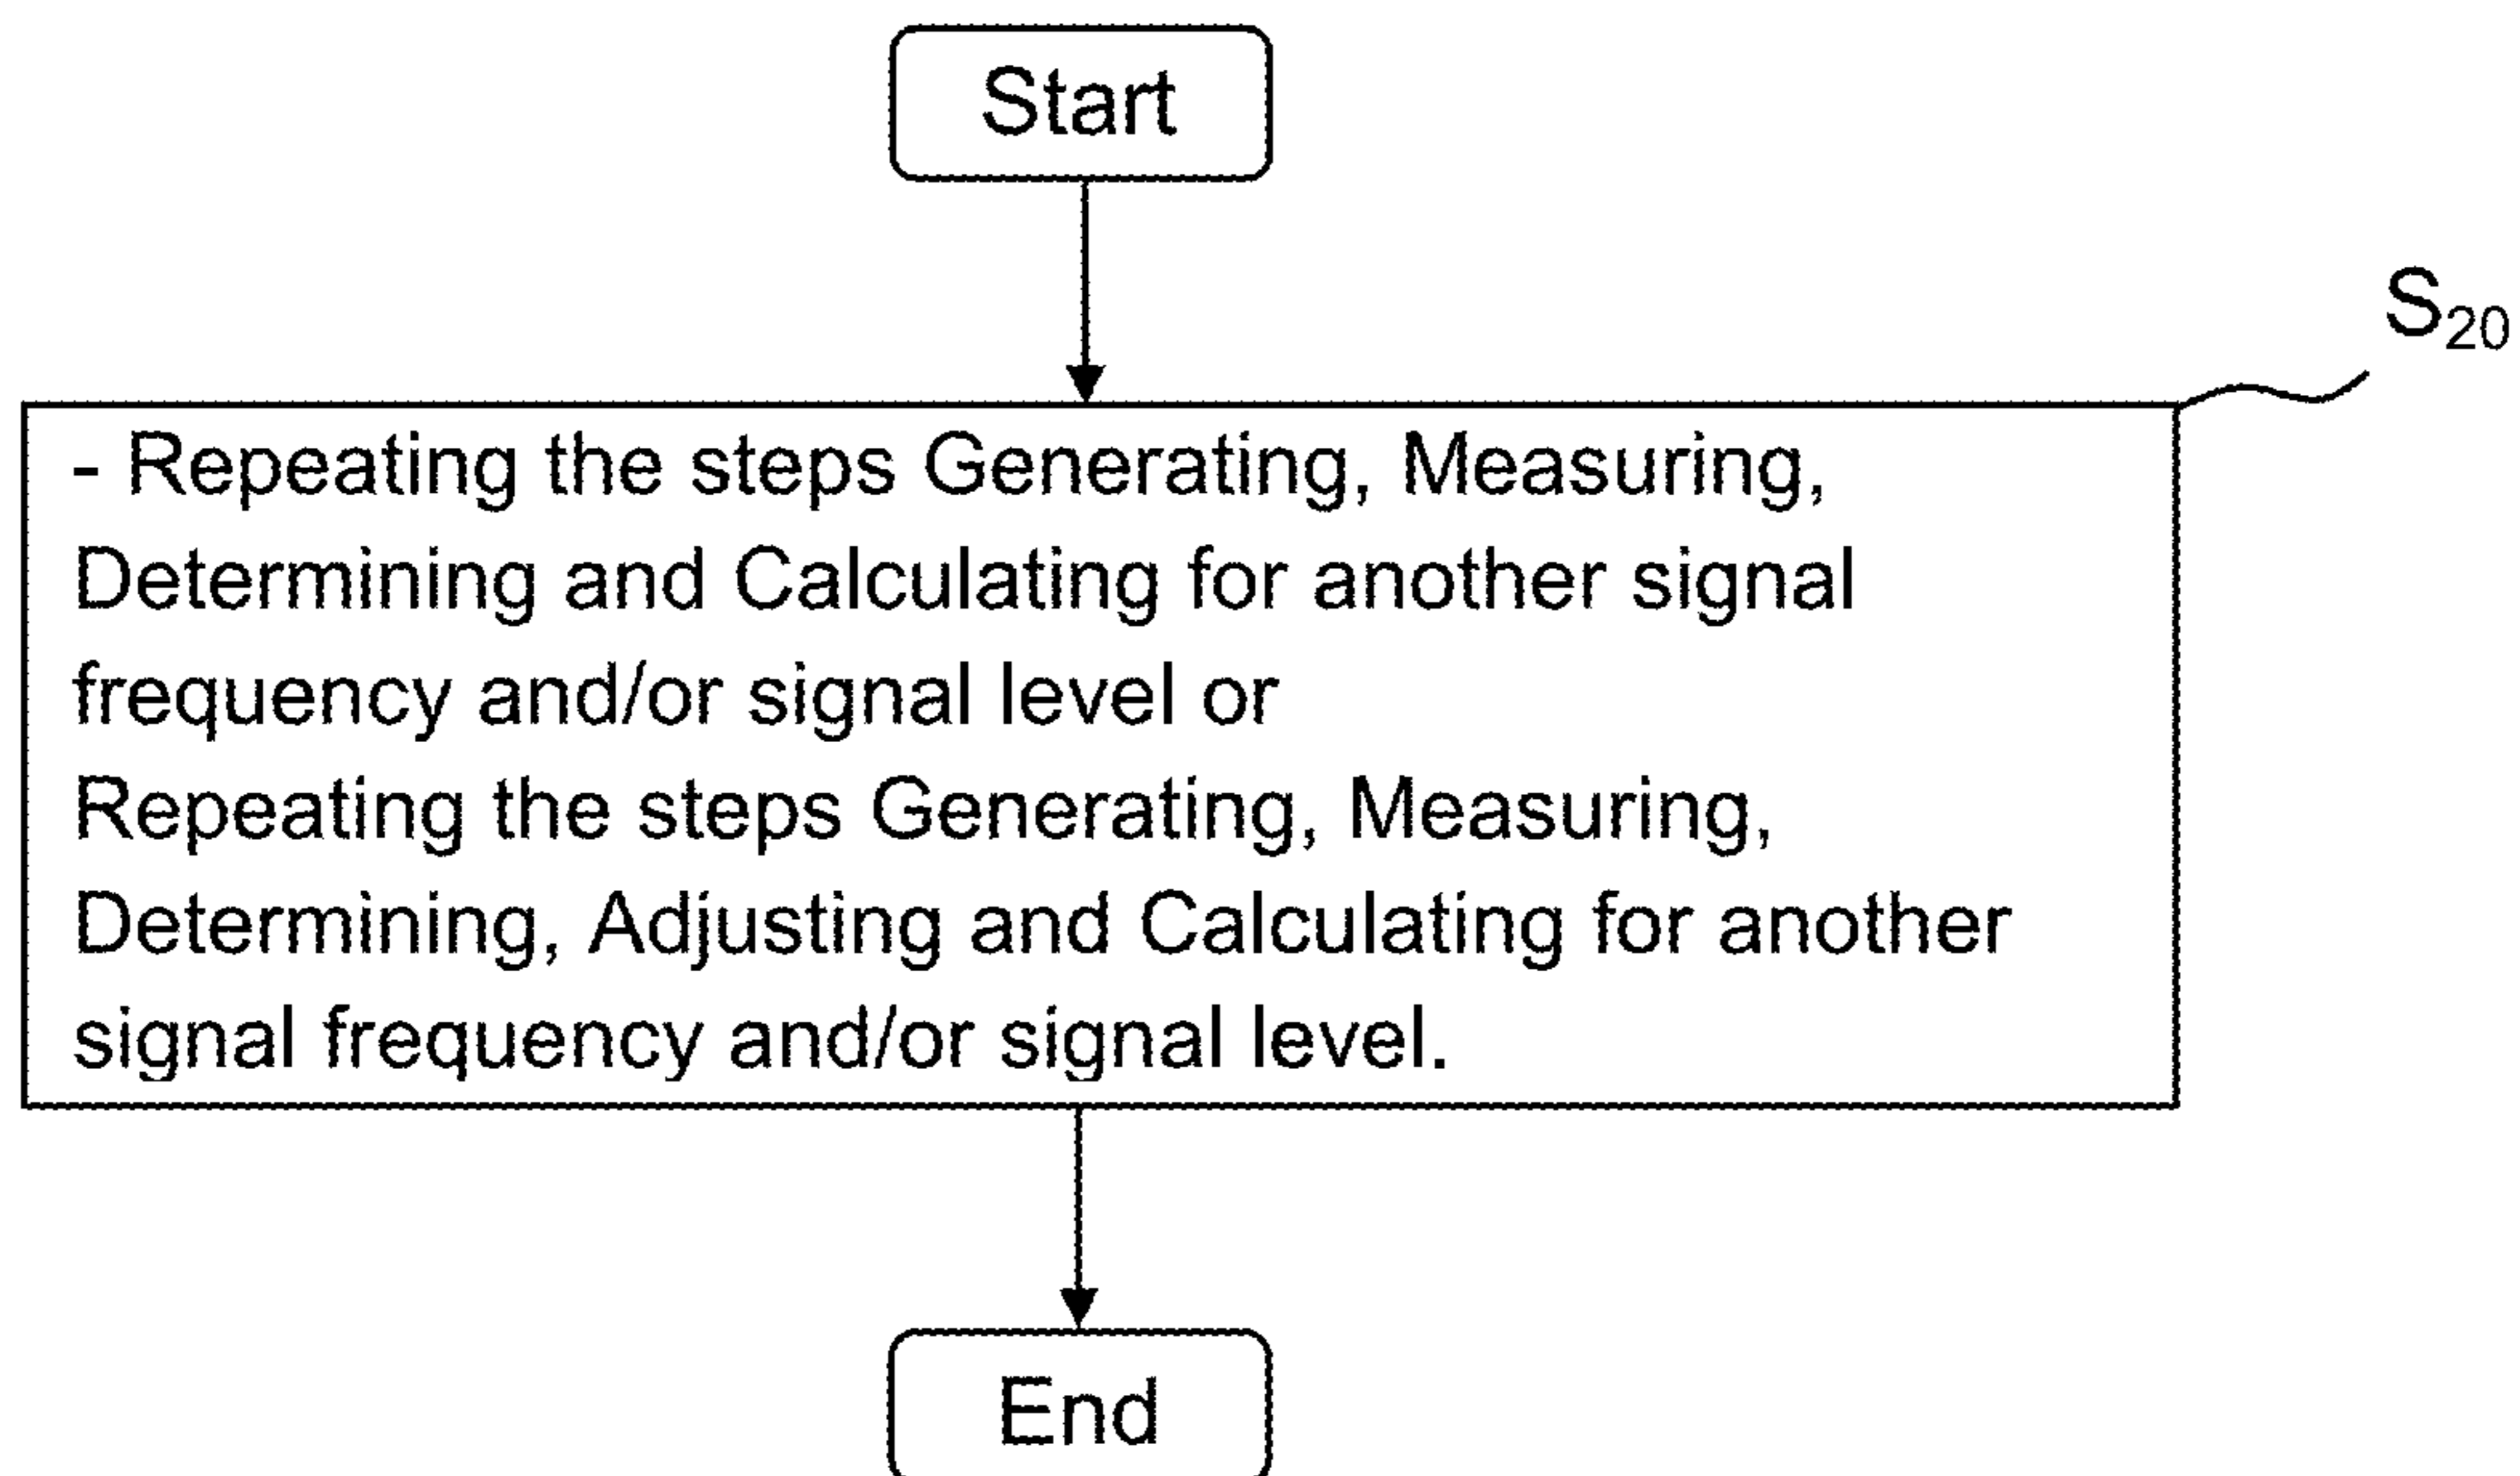 Start
S20
- Repeating the steps Generating, Measuring,
Determining and Calculating for another signal
frequency and/or signal level or
Repeating the steps Generating, Measuring,
Determining, Adjusting and Calculating for another
signal frequency and/or signal level.
End